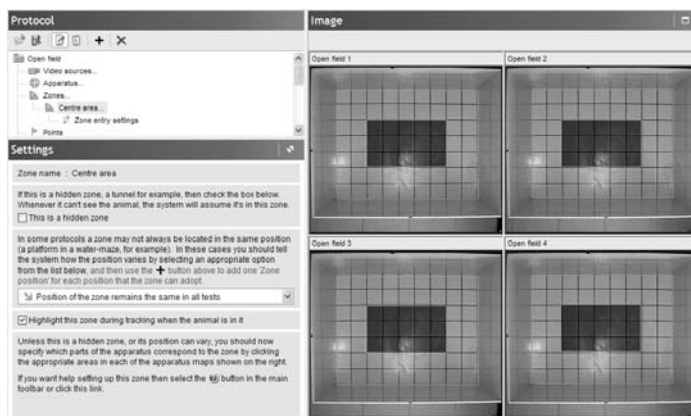 Protocol
Open field
Video sources...
Apparatus...
Zones...
Centre area...
Zone entry settings
Points
Settings
Zone name : Centre area
If this is a hidden zone, a tunnel for example, then check the box below.
Whenever it can't see the animal, the system will assume it's in this zone.
This is a hidden zone
In some protocols a zone may not always be located in the same position
(a platform in a water-maze, for example). In these cases you should tell
the system how the position varies by selecting an appropriate option
from the list below, and then use the + button above to add one 'Zone
position' for each position that the zone can adopt.
Position of the zone remains the same in all tests
Highlight this zone during tracking when the animal is in it
Unless this is a hidden zone, or its position can vary, you should now
specify which parts of the apparatus correspond to the zone by clicking
the appropriate areas in each of the apparatus maps shown on the right.
If you want help setting up this zone then select the button in the main
toolbar or click this link.
Image
Open field 1
Open field 2
Open field 3
Open field 4